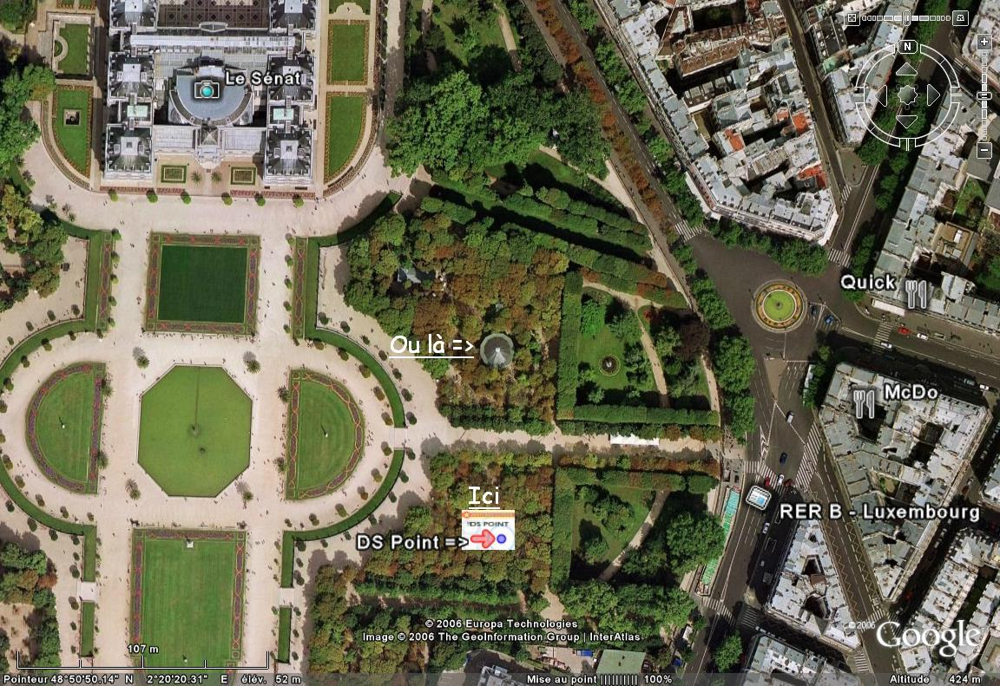 Le Sénat
N
Quick
Ou là =>
McDo
Ici
"DS POINT
DS Point =>
RER B - Luxembourg
© 2006 Europa Technologies
Image © 2006 The GeoInformation Group | InterAtlas
© 2006
Google
107 m
Pointeur 48°50'50.14" N 2°20'20.31" E élév. 52 m
Mise au point |||||||||| 100%
Altitude 424 m